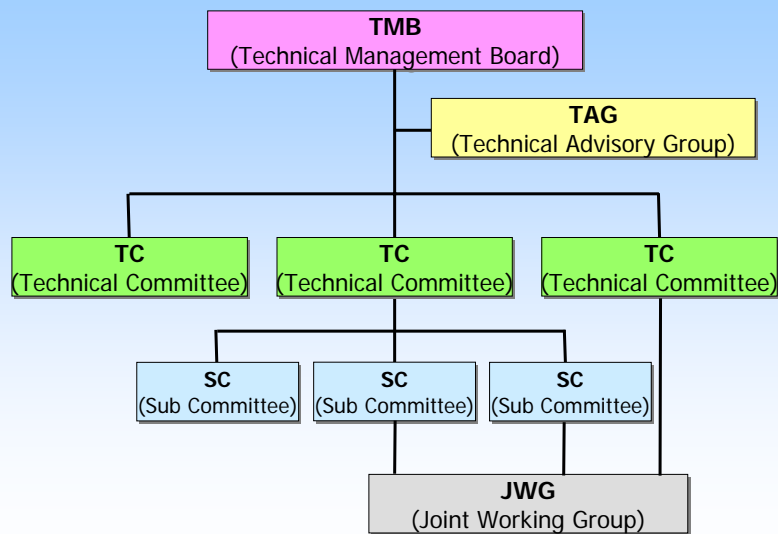 TMB
(Technical Management Board)
TAG
(Technical Advisory Group)
TC
(Technical Committee)
TC
(Technical Committee)
TC
(Technical Committee)
SC
(Sub Committee)
SC
(Sub Committee)
SC
(Sub Committee)
JWG
(Joint Working Group)